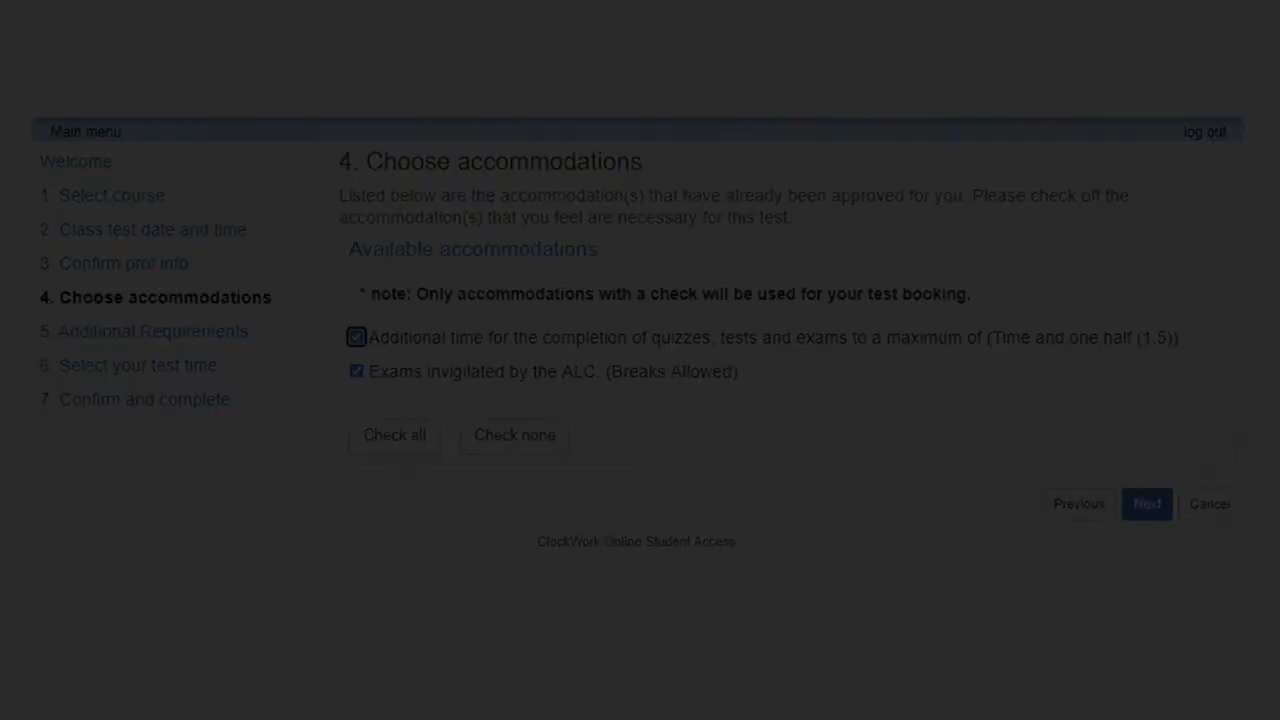 Main menu
log out
Welcome
1. Select course
2. Class test date and time
3. Confirm prof info
4. Choose accommodations
5. Additional Requirements
6. Select your test time
7. Confirm and complete
4. Choose accommodations
Listed below are the accommodation(s) that have already been approved for you. Please check off the
accommodation(s) that you feel are necessary for this test.
Available accommodations
* note: Only accommodations with a check will be used for your test booking.
Additional time for the completion of quizzes, tests and exams to a maximum of (Time and one half (1.5))
Exams invigilated by the ALC. (Breaks Allowed)
Check all
Check none
Previous
Next
Cancel
ClockWork Online Student Access